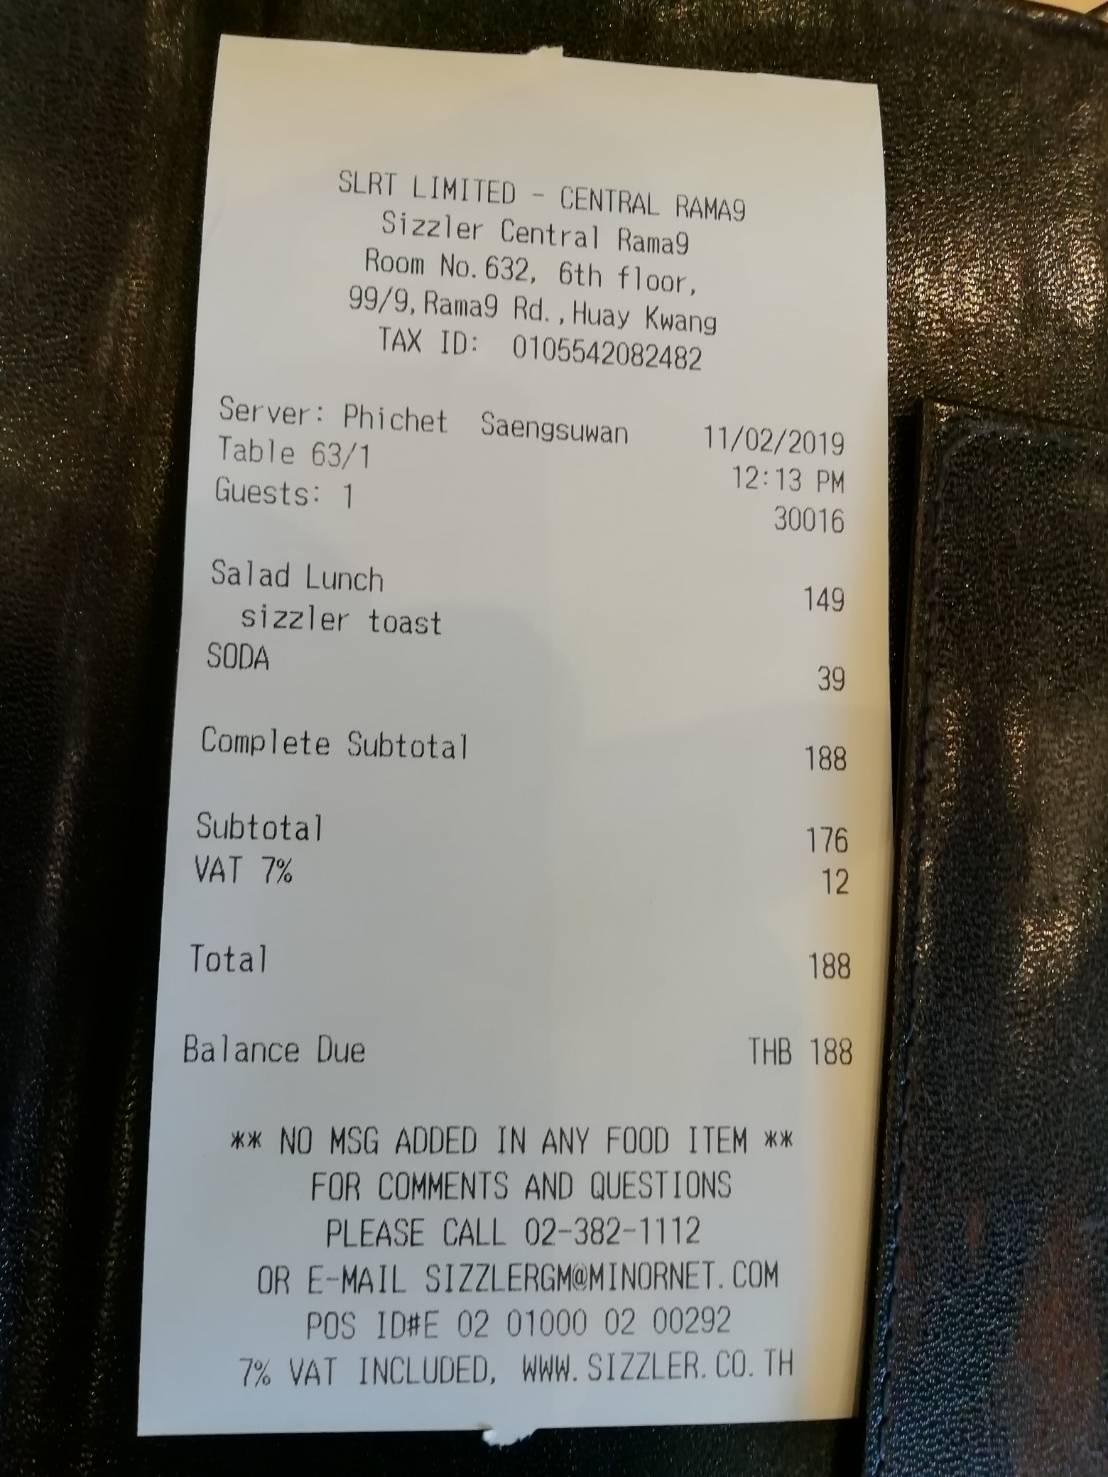 SLRT LIMITED - CENTRAL RAMA9
Sizzler Central Rama9
Room No.632, 6th floor,
99/9,Rama9 Rd.,Huay Kwang
TAX ID: 0105542082482
Server: Phichet Saengsuwan 11/02/2019
Table 63/1 12:13 PM
Guests: 1 30016
Salad Lunch 149
sizzler toast
SODA 39
Complete Subtotal 188
Subtotal 176
VAT 7% 12
Total 188
Balance Due THB 188
** NO MSG ADDED IN ANY FOOD ITEM **
FOR COMMENTS AND QUESTIONS
PLEASE CALL 02-382-1112
OR E-MAIL SIZZLERGM@MINORNET.COM
POS ID#E 02 01000 02 00292
7% VAT INCLUDED, WWW.SIZZLER.CO.TH